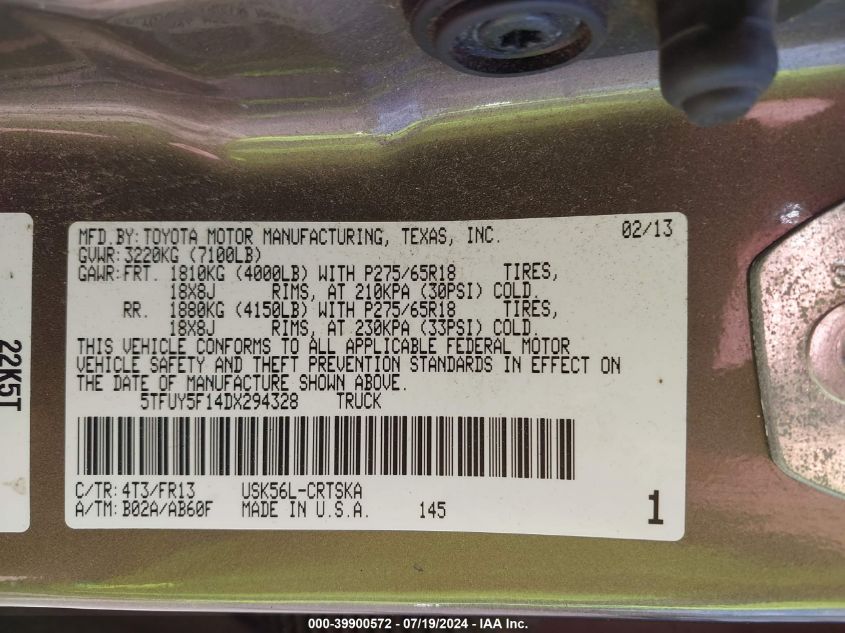 MFD.BY:TOYOTA MOTOR MANUFACTURING, TEXAS, INC. 02/13
GVWR:3220KG (7100LB)
GAWR:FRT. 1810KG (4000LB) WITH P275/65R18 TIRES,
18X8J RIMS, AT 210KPA (30PSI) COLD.
RR. 1880KG (4150LB) WITH P275/65R18 TIRES,
18X8J RIMS, AT 230KPA (33PSI) COLD.
THIS VEHICLE CONFORMS TO ALL APPLICABLE FEDERAL MOTOR
VEHICLE SAFETY AND THEFT PREVENTION STANDARDS IN EFFECT ON
THE DATE OF MANUFACTURE SHOWN ABOVE.
5TFUY5F14DX294328 TRUCK
C/TR:4T3/FR13 USK56L-CRTSKA
A/TM:B02A/AB60F MADE IN U.S.A. 145 1
22K5T
000-39900572 - 07/19/2024 - IAA Inc.